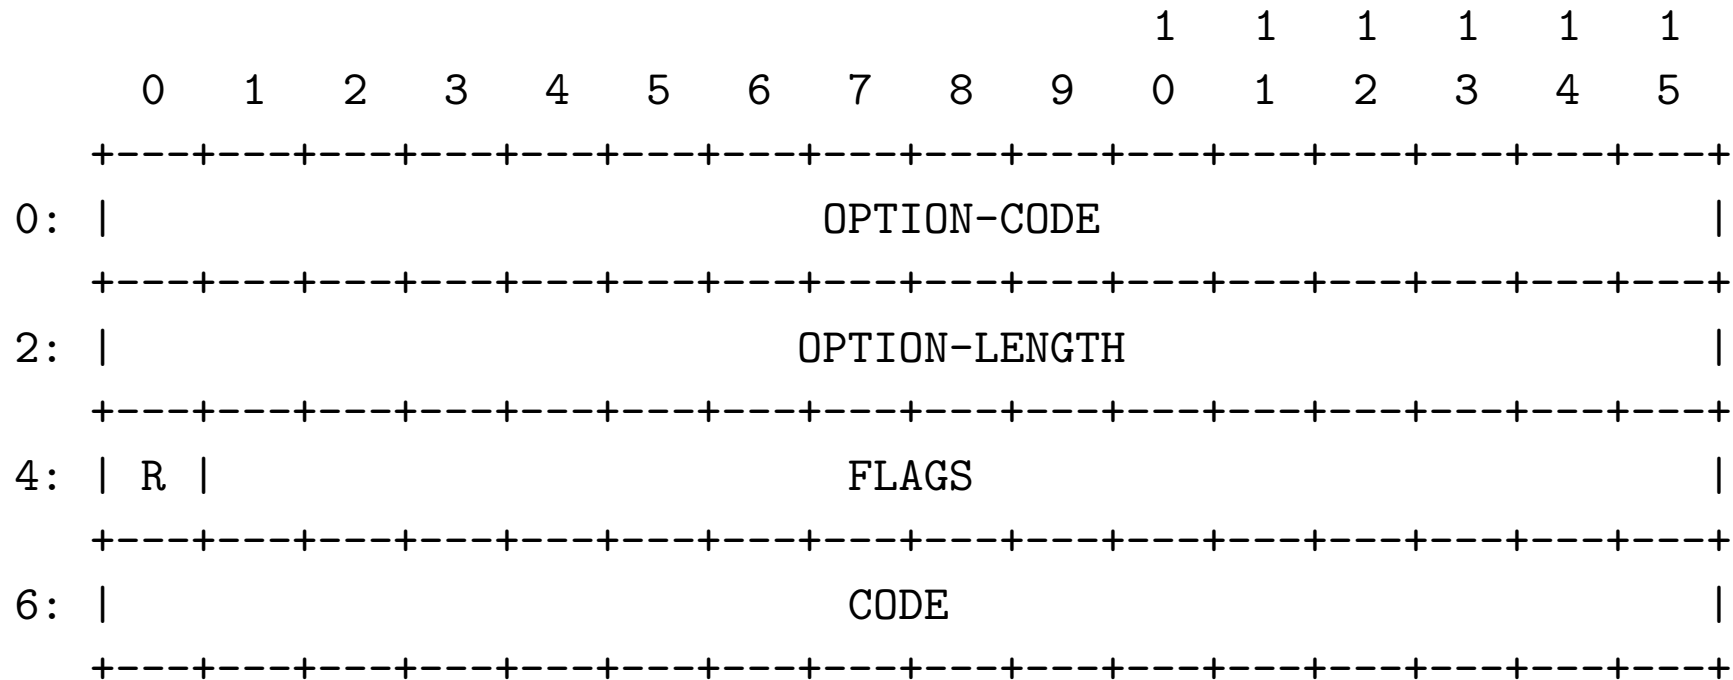 1   1   1   1   1   1
      0   1   2   3   4   5   6   7   8   9   0   1   2   3   4   5
    +---+---+---+---+---+---+---+---+---+---+---+---+---+---+---+---+
0:  |                            OPTION-CODE                        |
    +---+---+---+---+---+---+---+---+---+---+---+---+---+---+---+---+
2:  |                           OPTION-LENGTH                       |
    +---+---+---+---+---+---+---+---+---+---+---+---+---+---+---+---+
4:  | R |                         FLAGS                             |
    +---+---+---+---+---+---+---+---+---+---+---+---+---+---+---+---+
6:  |                             CODE                              |
    +---+---+---+---+---+---+---+---+---+---+---+---+---+---+---+---+